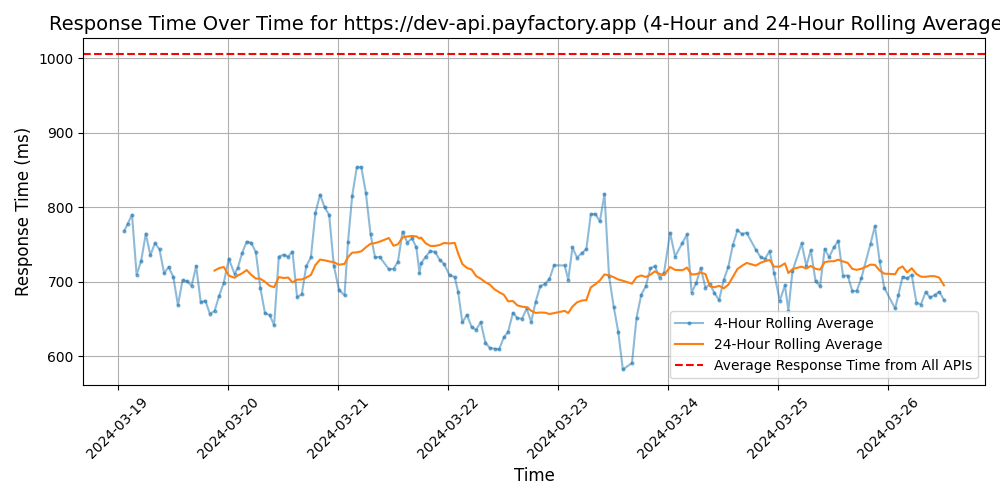 Response Time Over Time for https://dev-api.payfactory.app (4-Hour and 24-Hour Rolling Average
Response Time (ms)
1000
900
800
700
600
4-Hour Rolling Average
24-Hour Rolling Average
Average Response Time from All APIs
2024-03-19
2024-03-20
2024-03-21
2024-03-22
2024-03-23
2024-03-24
2024-03-25
2024-03-26
Time